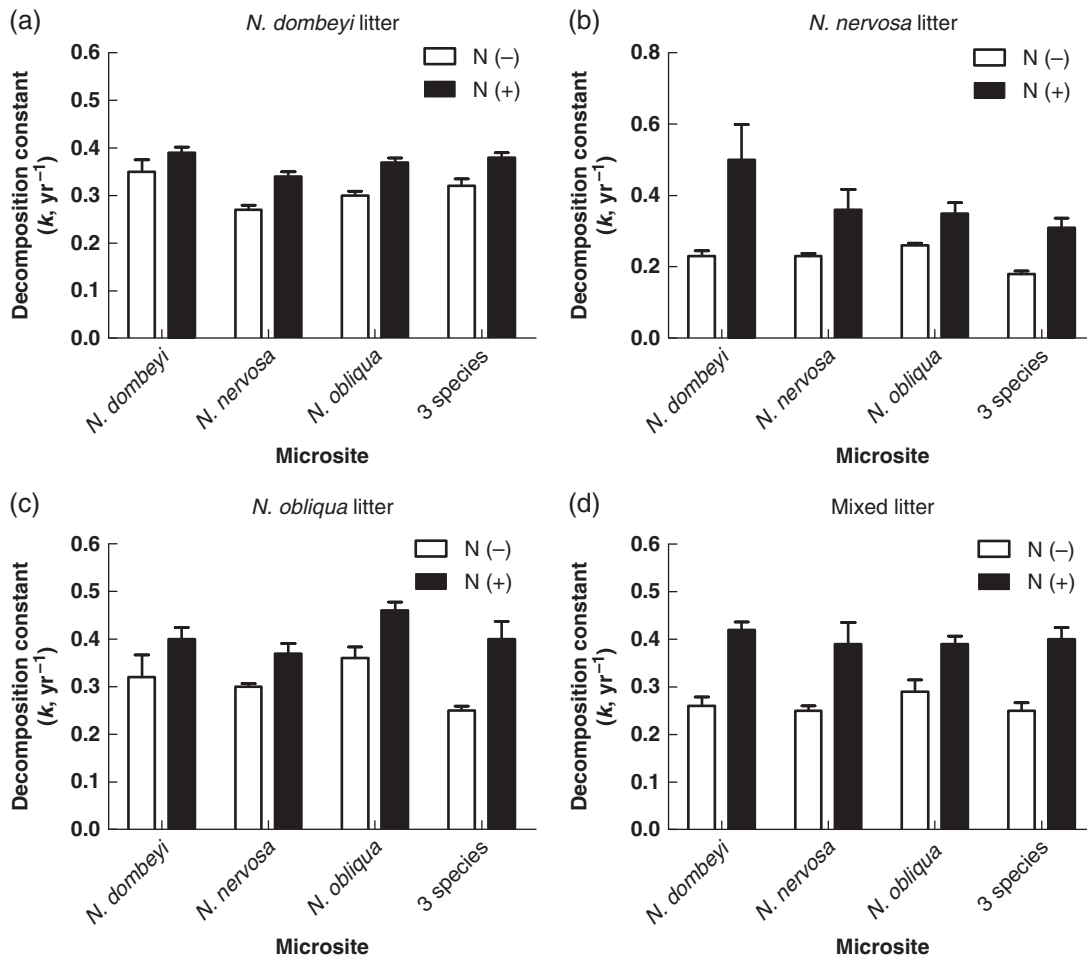 (a)
N. dombeyi litter
N (–)
N (+)
0.6
0.5
0.4
0.3
0.2
0.1
0.0
Decomposition constant
(k, yr⁻¹)
N. dombeyi
N. nervosa
N. obliqua
3 species
Microsite
(b)
N. nervosa litter
N (–)
N (+)
0.8
0.6
0.4
0.2
0.0
Decomposition constant
(k, yr⁻¹)
N. dombeyi
N. nervosa
N. obliqua
3 species
Microsite
(c)
N. obliqua litter
N (–)
N (+)
0.6
0.5
0.4
0.3
0.2
0.1
0.0
Decomposition constant
(k, yr⁻¹)
N. dombeyi
N. nervosa
N. obliqua
3 species
Microsite
(d)
Mixed litter
N (–)
N (+)
0.6
0.5
0.4
0.3
0.2
0.1
0.0
Decomposition constant
(k, yr⁻¹)
N. dombeyi
N. nervosa
N. obliqua
3 species
Microsite